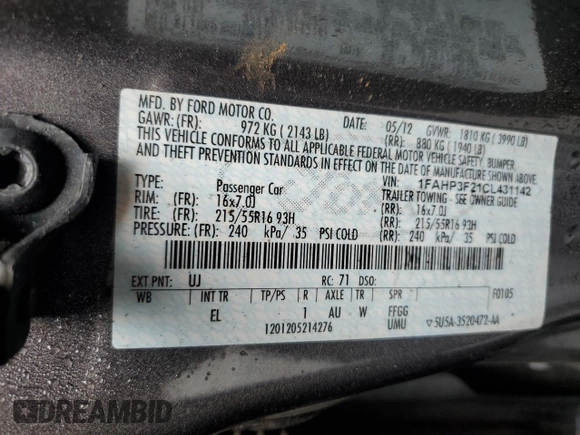 MFD. BY FORD MOTOR CO.
DATE: 05/12 GVWR: 1810 KG ( 3990 LB)
GAWR: (FR): 972 KG ( 2143 LB) (RR): 880 KG ( 1940 LB)
THIS VEHICLE CONFORMS TO ALL APPLICABLE FEDERAL MOTOR VEHICLE SAFETY, BUMPER,
AND THEFT PREVENTION STANDARDS IN EFFECT ON THE DATE OF MANUFACTURE SHOWN ABOVE.
VIN: 1FAHP3F21CL431142
TYPE: Passenger Car TRAILER TOWING - SEE OWNER GUIDE
RIM: (FR): 16x7.0J (RR): 16x7.0J
TIRE: (FR): 215/55R16 93H (RR): 215/55R16 93H
PRESSURE: (FR): 240 kPa/ 35 PSI COLD (RR): 240 kPa/ 35 PSI COLD
EXT PNT: UJ RC: 71 DSO: F0105
WB INT TR TP/PS R AXLE TR SPR
EL 1 AU W FFGG
1201205214276 UMU ▽5U5A-3520472-AA
DREAMBID